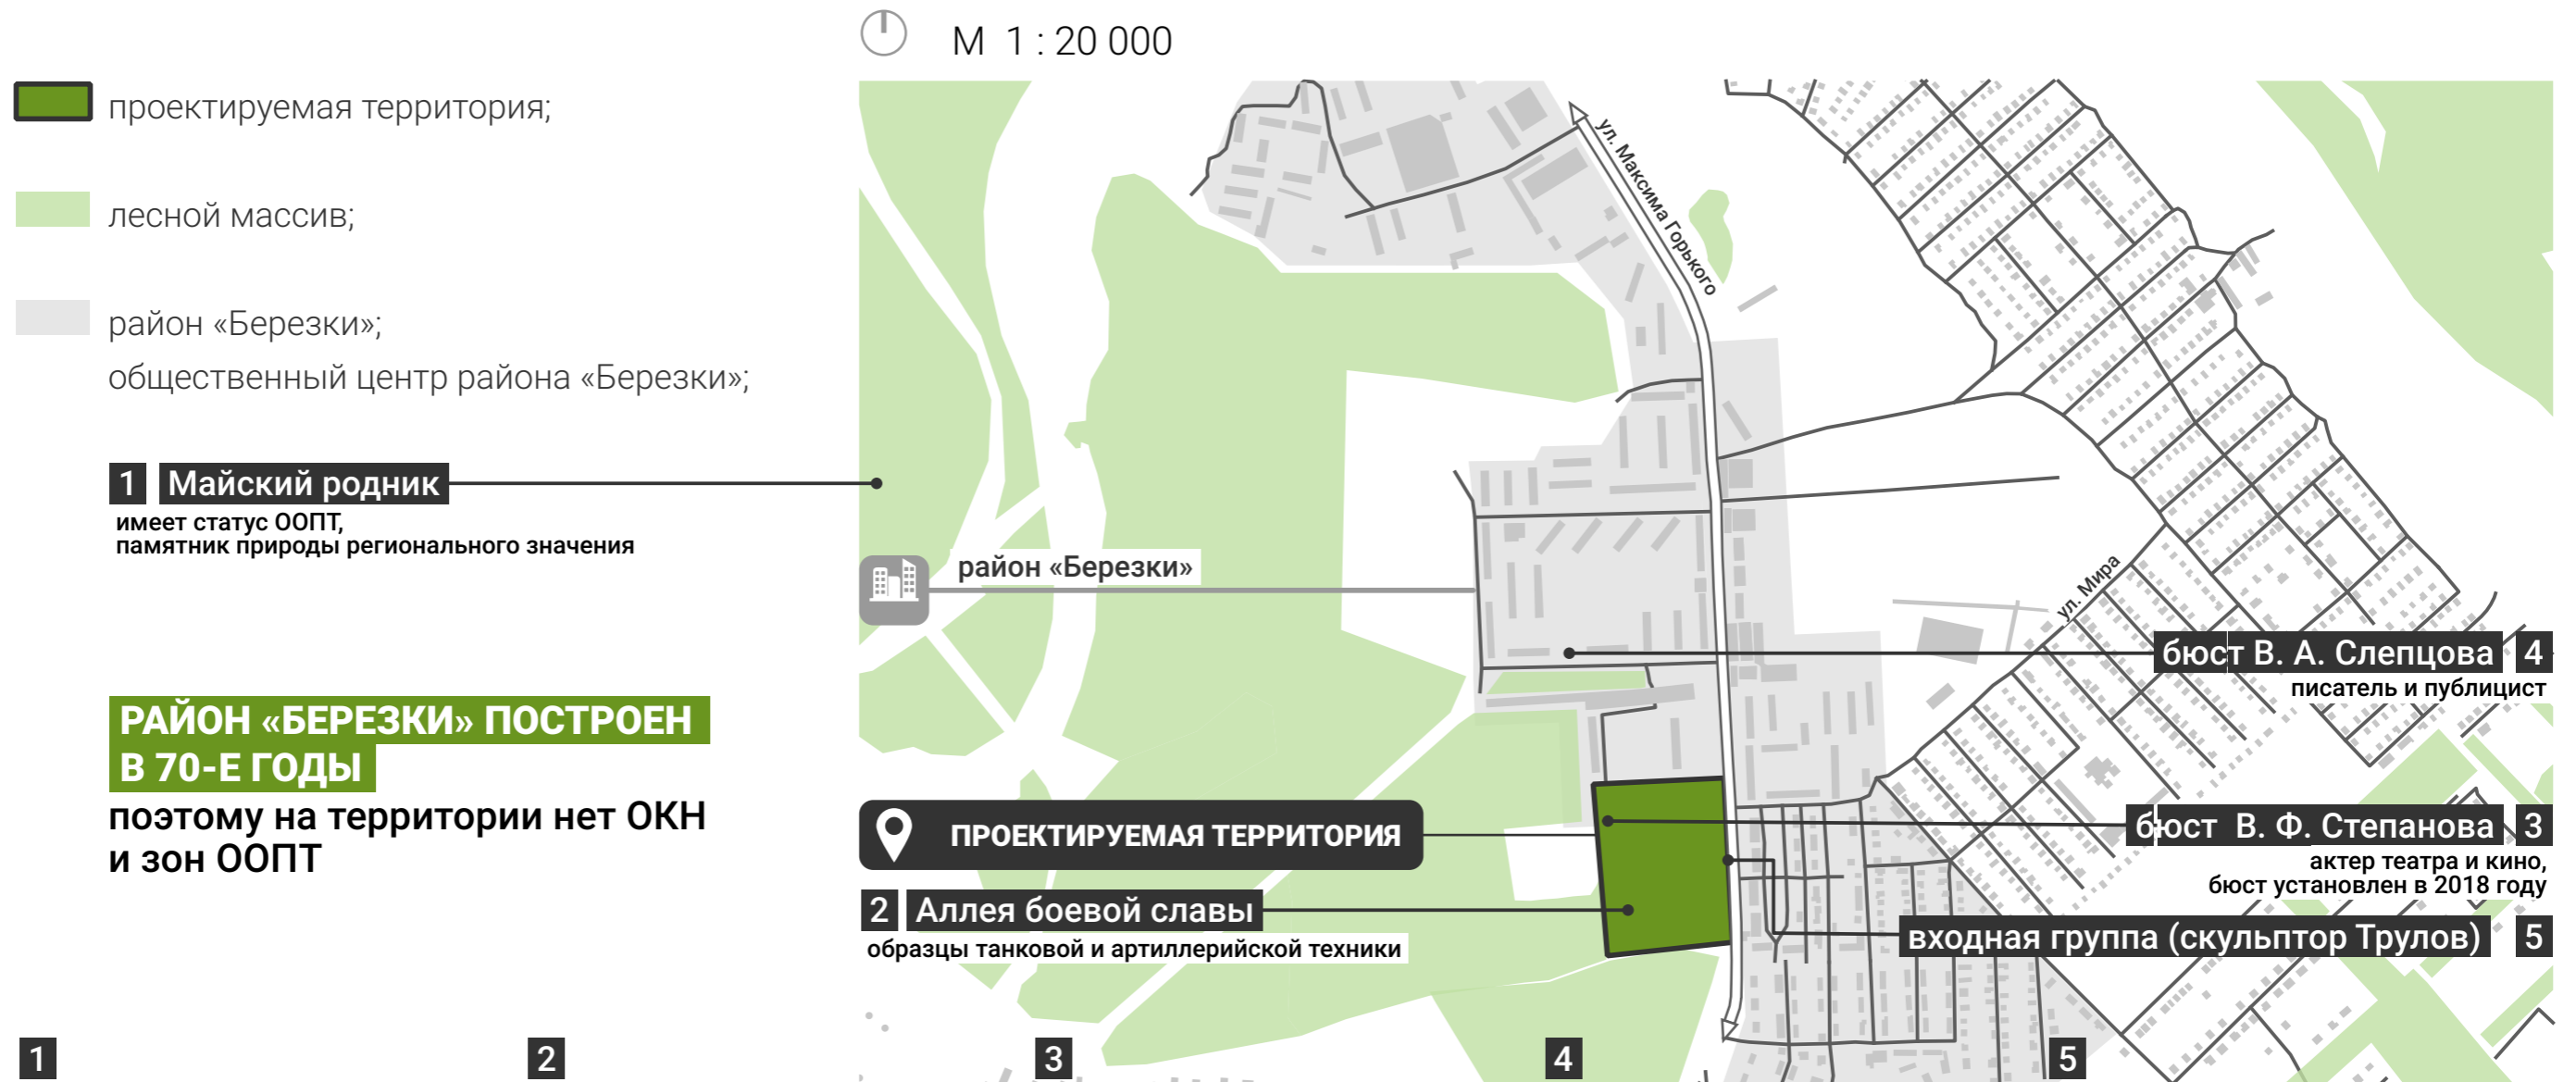 М 1 : 20 000
проектируемая территория;
лесной массив;
район «Березки»;
общественный центр района «Березки»;
1 Майский родник
имеет статус ООПТ,
памятник природы регионального значения
РАЙОН «БЕРЕЗКИ» ПОСТРОЕН
В 70-Е ГОДЫ
поэтому на территории нет ОКН
и зон ООПТ
ул. Максима Горького
район «Березки»
ул. Мира
бюст В. А. Слепцова 4
писатель и публицист
ПРОЕКТИРУЕМАЯ ТЕРРИТОРИЯ
бюст В. Ф. Степанова 3
актер театра и кино,
бюст установлен в 2018 году
2 Аллея боевой славы
образцы танковой и артиллерийской техники
входная группа (скульптор Трулов) 5
1
2
3
4
5